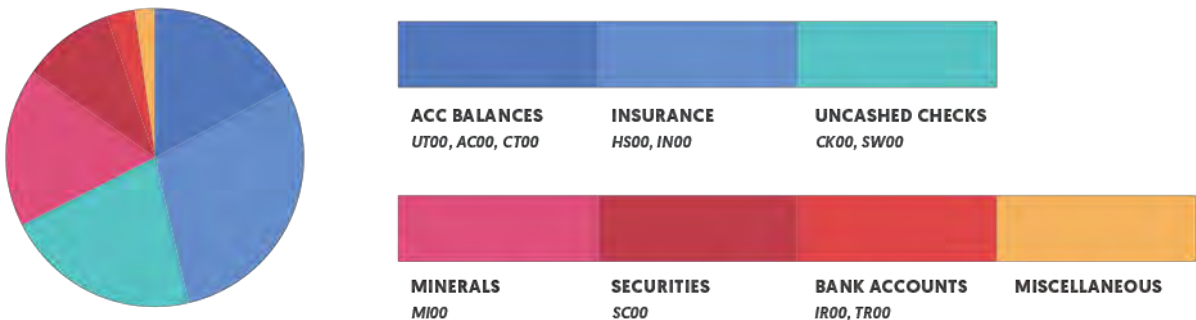 ACC BALANCES
UT00, AC00, CT00
INSURANCE
HS00, IN00
UNCASHED CHECKS
CK00, SW00
MINERALS
MI00
SECURITIES
SC00
BANK ACCOUNTS
IR00, TR00
MISCELLANEOUS